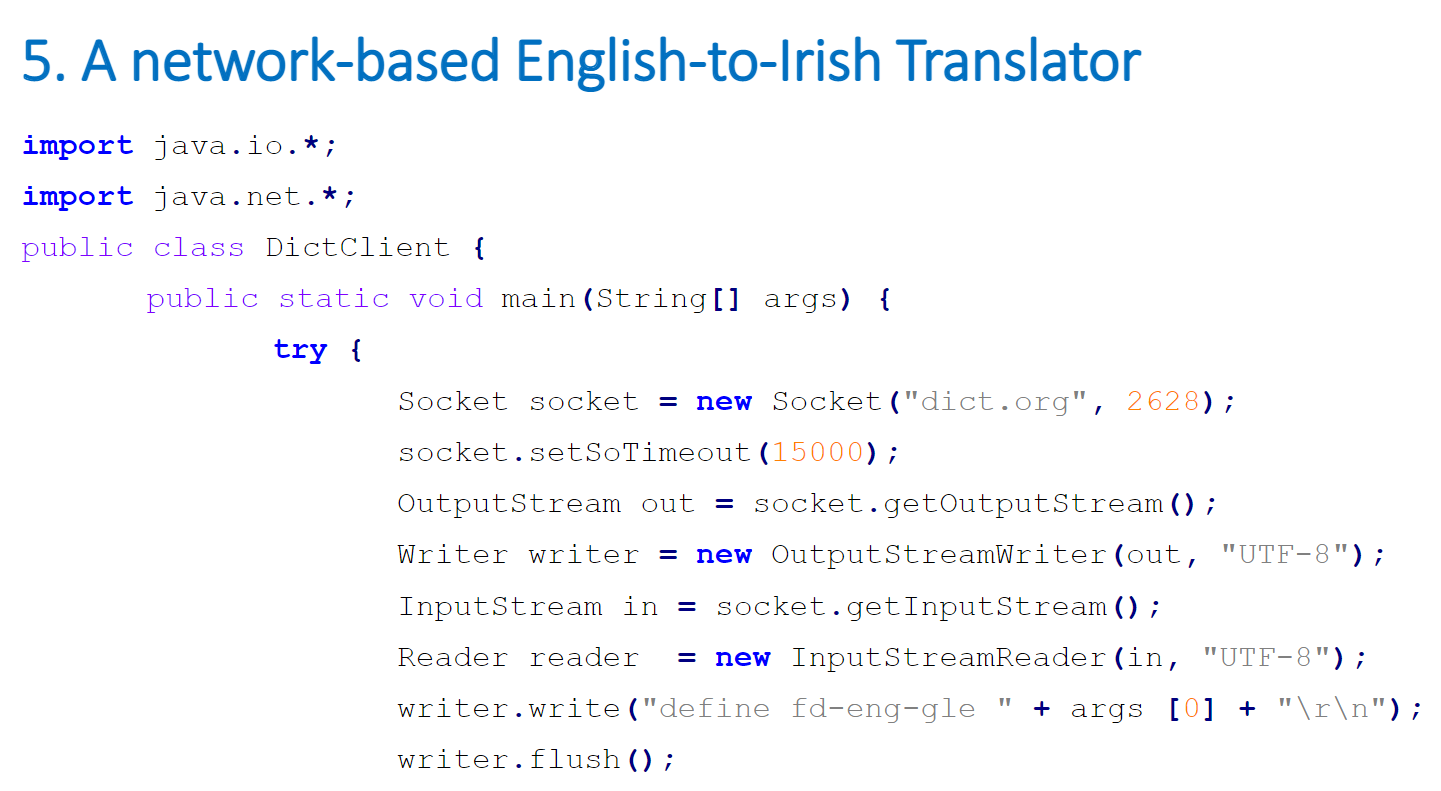 5. A network-based English-to-Irish Translator
import java.io.*;
import java.net.*;
public class DictClient {
public static void main(String[] args) {
try {
Socket socket = new Socket("dict.org", 2628);
socket.setSoTimeout(15000);
OutputStream out = socket.getOutputStream();
Writer writer = new OutputStreamWriter(out, "UTF-8");
InputStream in = socket.getInputStream();
Reader reader  = new InputStreamReader(in, "UTF-8");
writer.write("define fd-eng-gle " + args [0] + "\r\n");
writer.flush();